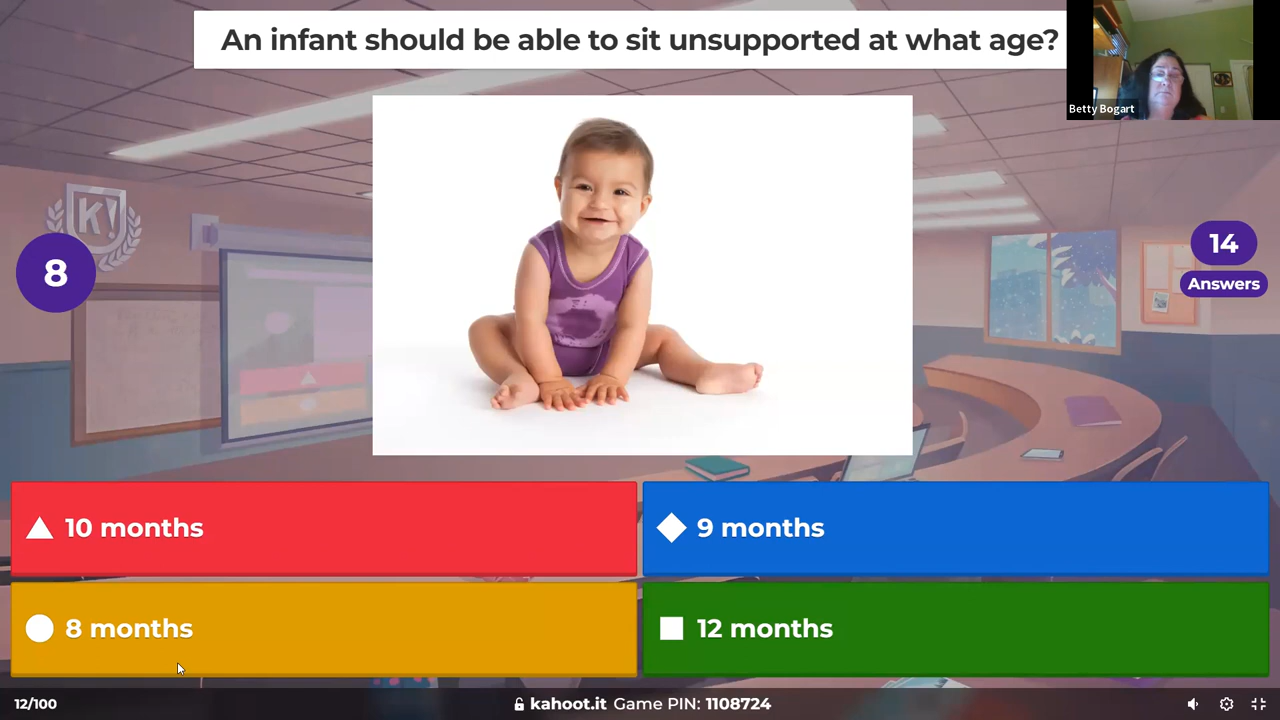 An infant should be able to sit unsupported at what age?
Betty Bogart
K!
8
14
Answers
10 months
9 months
8 months
12 months
12/100
kahoot.it Game PIN: 1108724